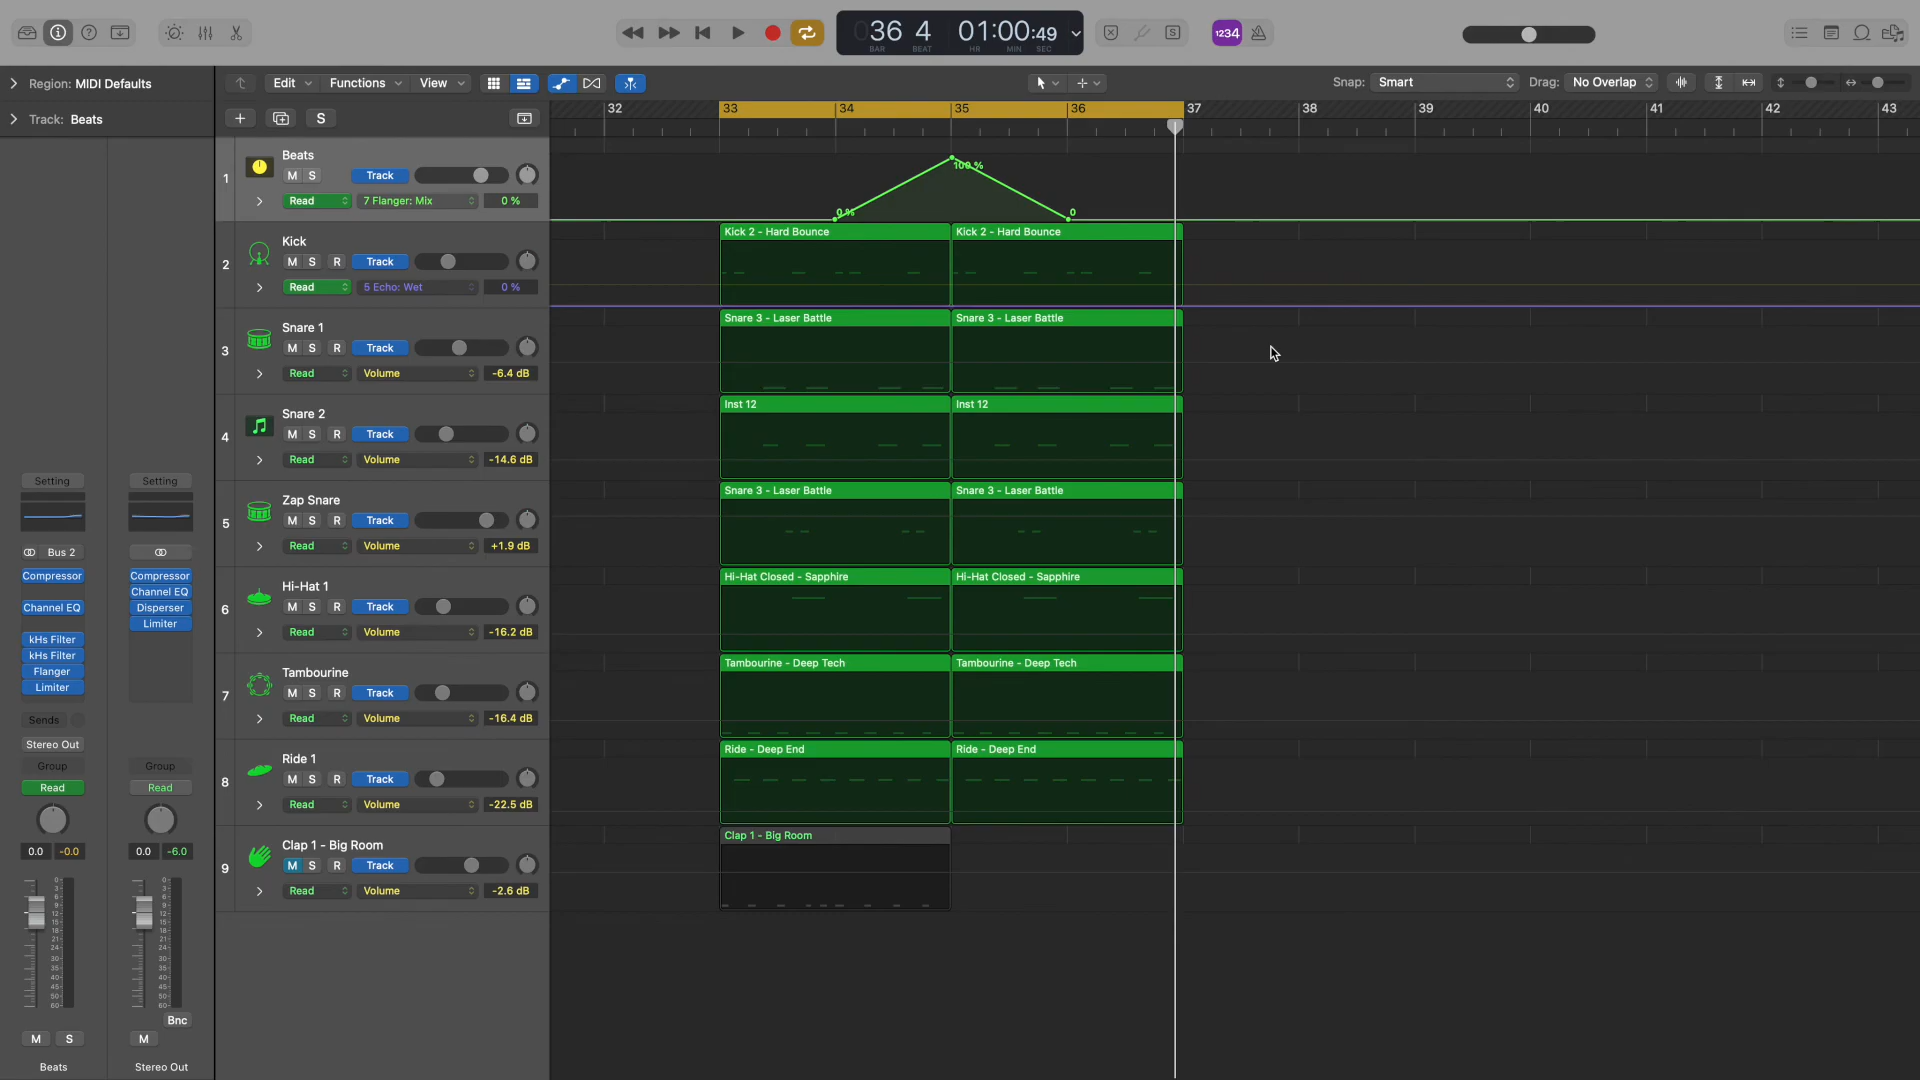 036 4 01:00:49
BAR BEAT HR MIN SEC
1234
Region: MIDI Defaults
Edit Functions View
Snap: Smart Drag: No Overlap
Track: Beats
S
32 33 34 35 36 37 38 39 40 41 42 43
1 Beats
M S Track
Read 7 Flanger: Mix 0 %
0 % 100 % 0
2 Kick
M S R Track
Read 5 Echo: Wet 0 %
Kick 2 - Hard Bounce Kick 2 - Hard Bounce
3 Snare 1
M S R Track
Read Volume -6.4 dB
Snare 3 - Laser Battle Snare 3 - Laser Battle
4 Snare 2
M S R Track
Read Volume -14.6 dB
Inst 12 Inst 12
5 Zap Snare
M S R Track
Read Volume +1.9 dB
Snare 3 - Laser Battle Snare 3 - Laser Battle
6 Hi-Hat 1
M S R Track
Read Volume -16.2 dB
Hi-Hat Closed - Sapphire Hi-Hat Closed - Sapphire
7 Tambourine
M S R Track
Read Volume -16.4 dB
Tambourine - Deep Tech Tambourine - Deep Tech
8 Ride 1
M S R Track
Read Volume -22.5 dB
Ride - Deep End Ride - Deep End
9 Clap 1 - Big Room
M S R Track
Read Volume -2.6 dB
Clap 1 - Big Room
Setting Setting
Bus 2
Compressor Compressor
Channel EQ
Channel EQ Disperser
Limiter
kHs Filter
kHs Filter
Flanger
Limiter
Sends
Stereo Out
Group Group
Read Read
0.0 -0.0 0.0 -6.0
Bnc
M S M
Beats Stereo Out